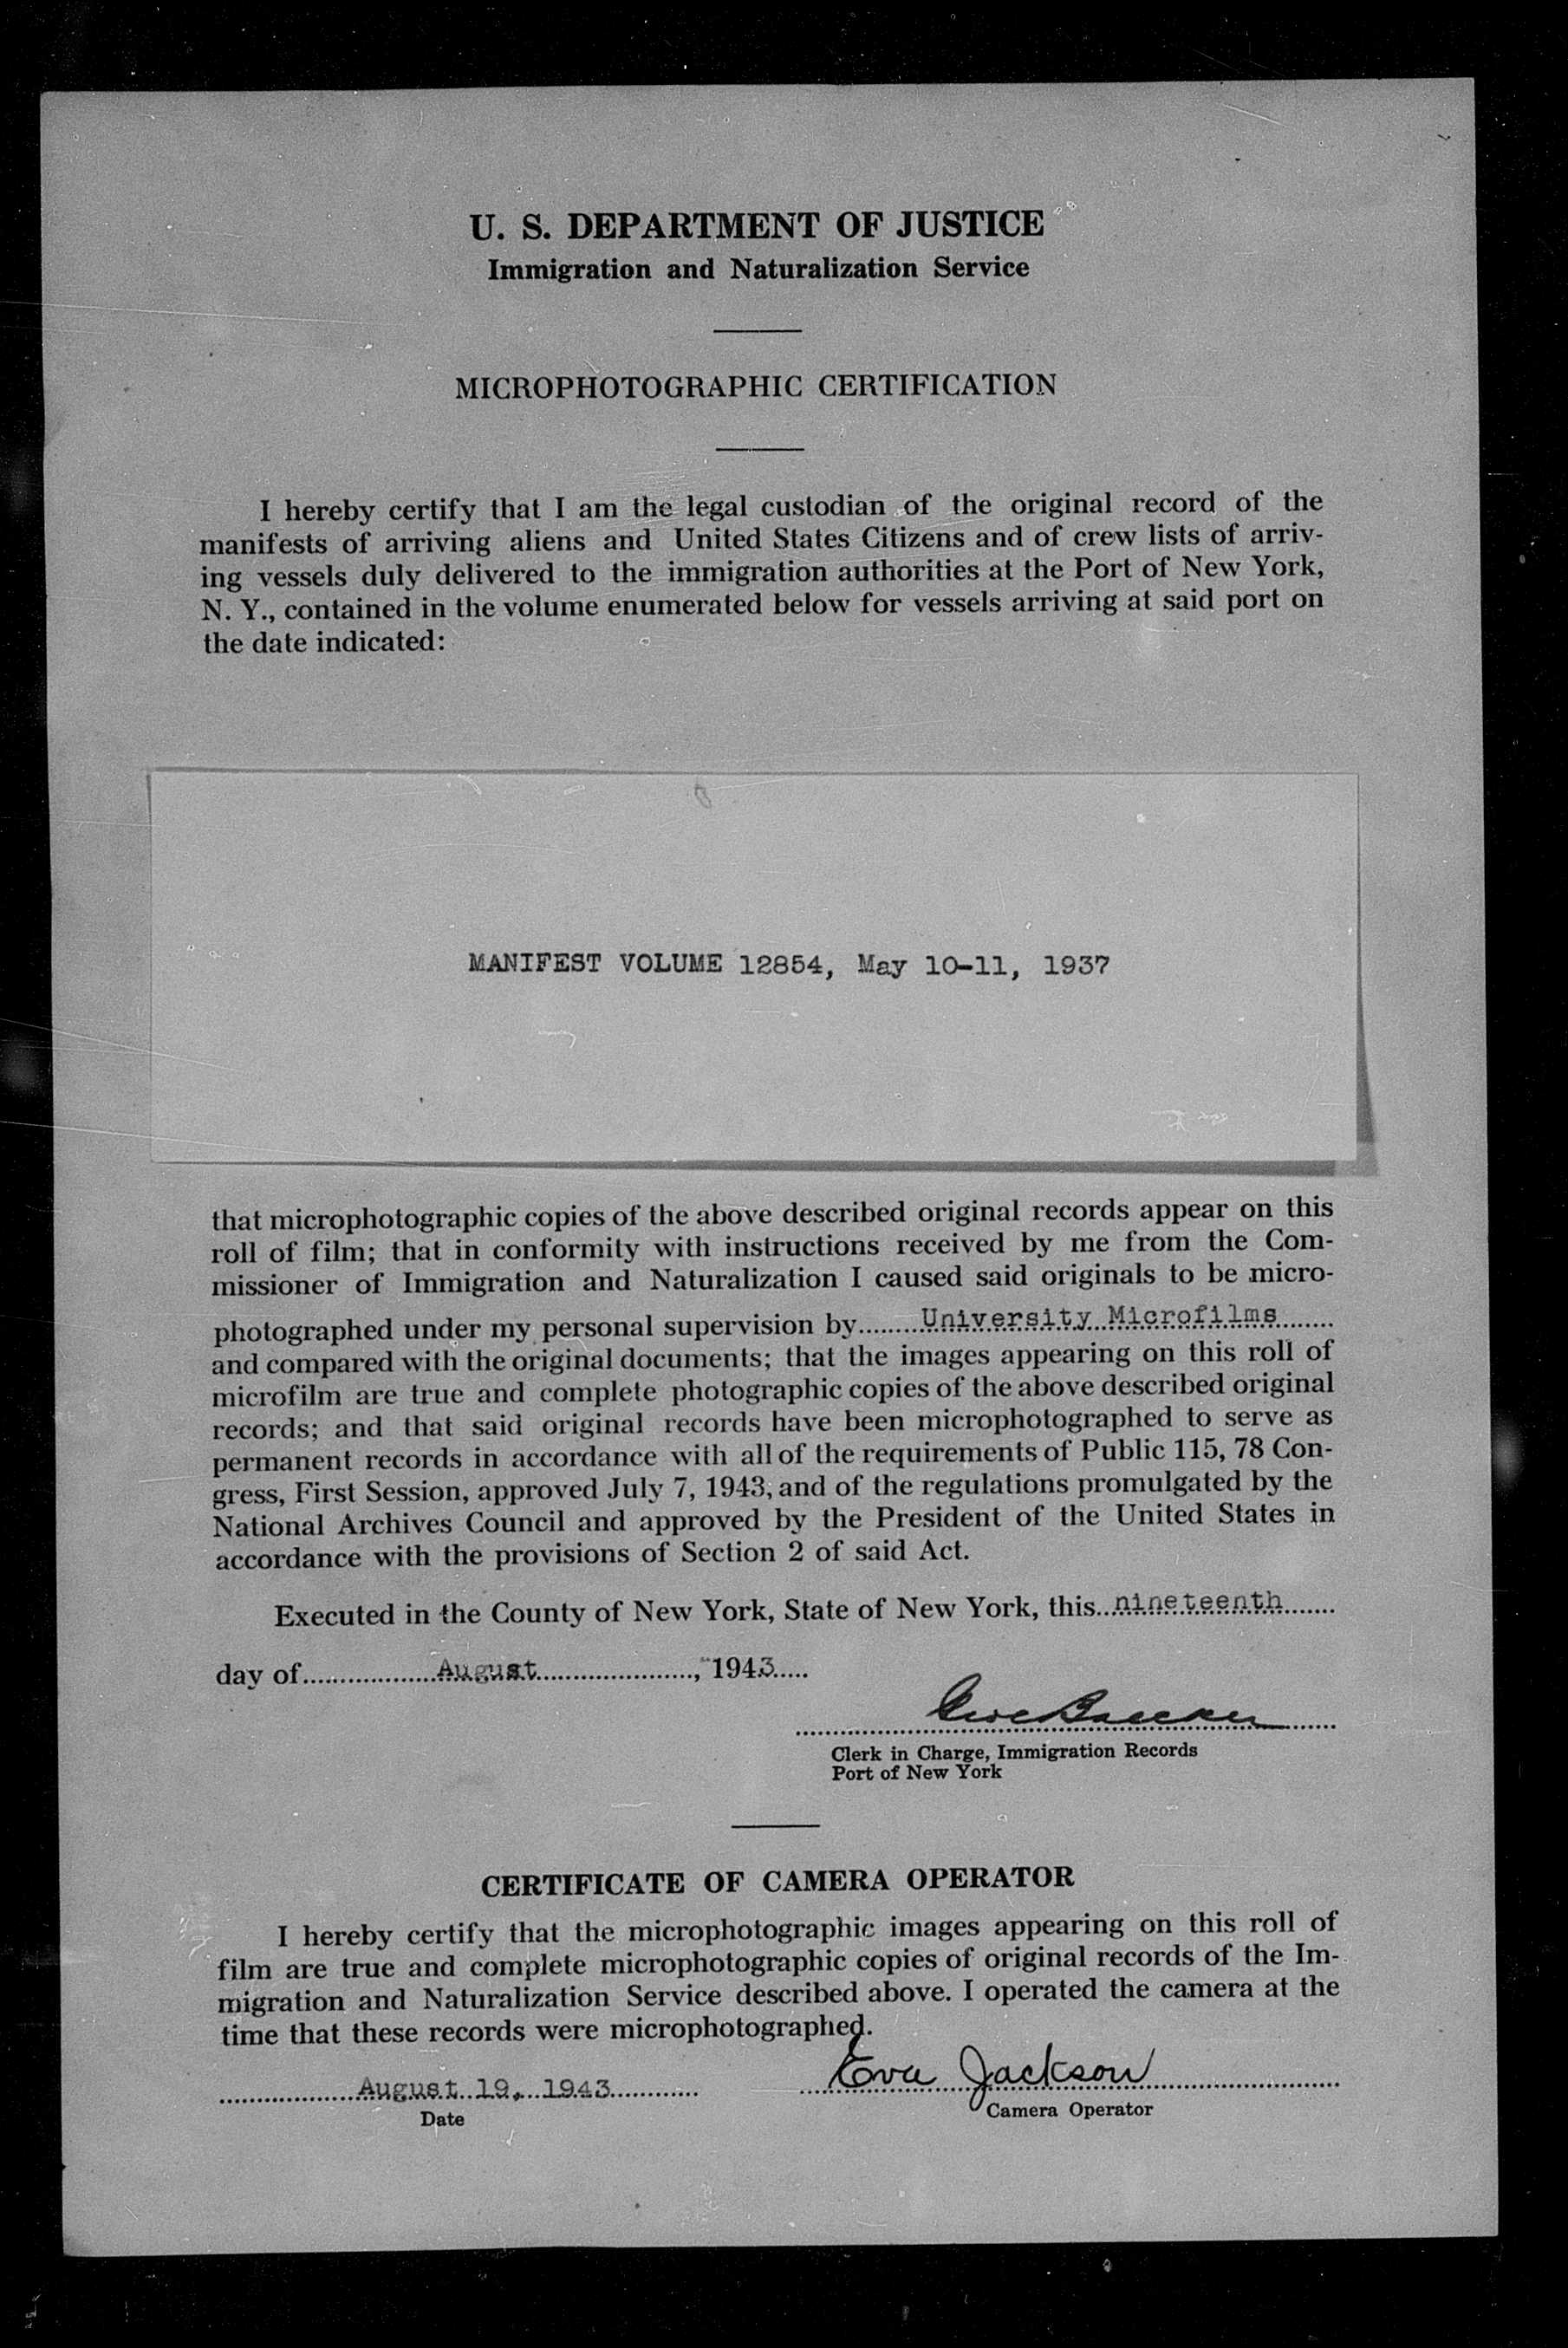 U. S. DEPARTMENT OF JUSTICE
Immigration and Naturalization Service
MICROPHOTOGRAPHIC CERTIFICATION
I hereby certify that I am the legal custodian of the original record of the
manifests of arriving aliens and United States Citizens and of crew lists of arriv-
ing vessels duly delivered to the immigration authorities at the Port of New York,
N. Y., contained in the volume enumerated below for vessels arriving at said port on
the date indicated:
MANIFEST VOLUME 12854, May 10-11, 1937
that microphotographic copies of the above described original records appear on this
roll of film; that in conformity with instructions received by me from the Com-
missioner of Immigration and Naturalization I caused said originals to be micro-
photographed under my personal supervision by University Microfilms
and compared with the original documents; that the images appearing on this roll of
microfilm are true and complete photographic copies of the above described original
records; and that said original records have been microphotographed to serve as
permanent records in accordance with all of the requirements of Public 115, 78 Con-
gress, First Session, approved July 7, 1943, and of the regulations promulgated by the
National Archives Council and approved by the President of the United States in
accordance with the provisions of Section 2 of said Act.
Executed in the County of New York, State of New York, this nineteenth
day of August, 1943
Clerk in Charge, Immigration Records
Port of New York
CERTIFICATE OF CAMERA OPERATOR
I hereby certify that the microphotographic images appearing on this roll of
film are true and complete microphotographic copies of original records of the Im-
migration and Naturalization Service described above. I operated the camera at the
time that these records were microphotographed.
August 19, 1943 Eva Jackson
Date Camera Operator